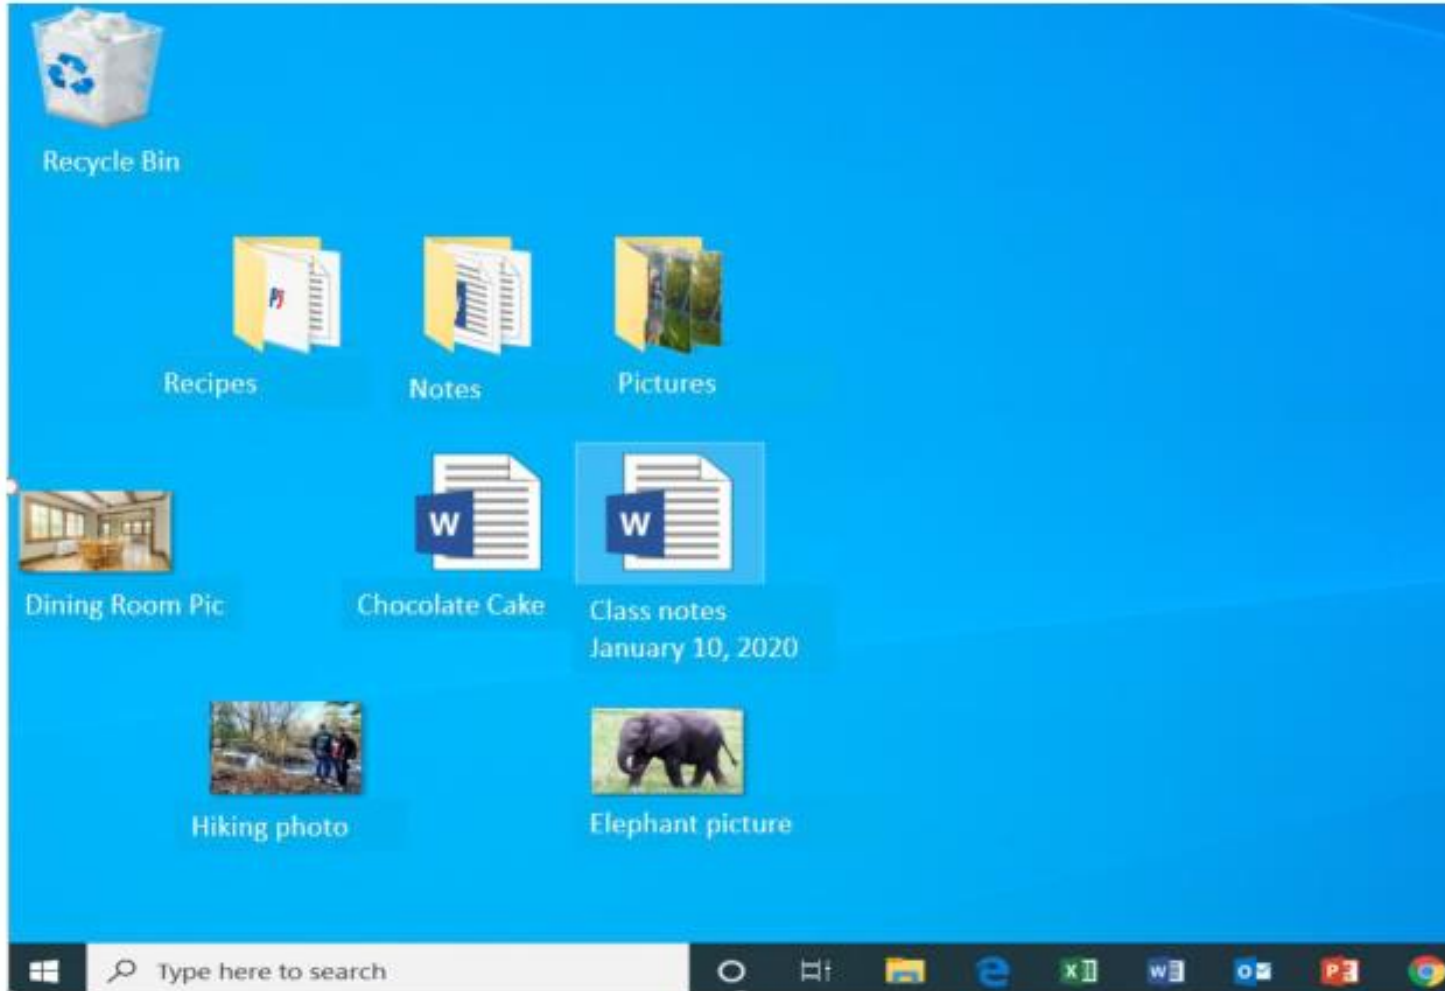 Recycle Bin
Recipes
Notes
Pictures
W
W
Dining Room Pic
Chocolate Cake
Class notes
January 10, 2020
Hiking photo
Elephant picture
Type here to search